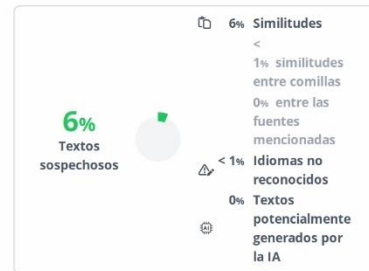 6%
Textos
sospechosos
6% Similitudes
<
1% similitudes
entre comillas
0% entre las
fuentes
mencionadas
< 1% Idiomas no
reconocidos
0% Textos
potencialmente
generados por
la IA
AI